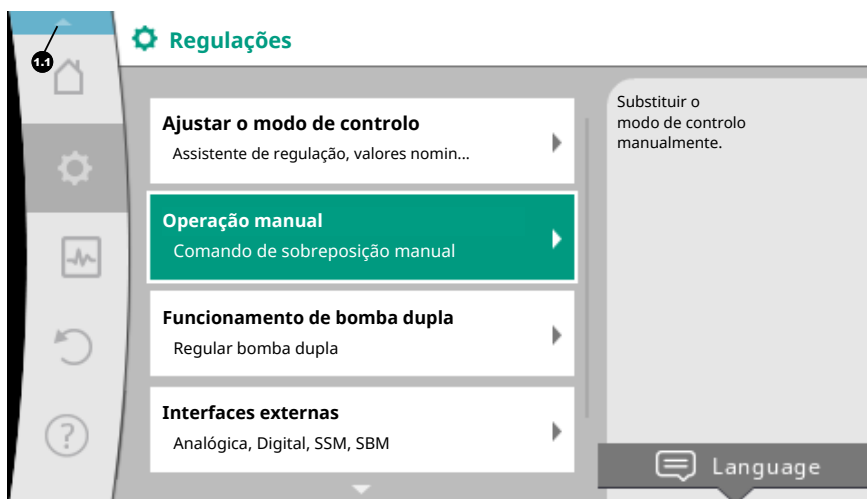 1.1
Regulações
Ajustar o modo de controlo
Assistente de regulação, valores nomin...
Operação manual
Comando de sobreposição manual
Funcionamento de bomba dupla
Regular bomba dupla
Interfaces externas
Analógica, Digital, SSM, SBM
Substituir o
modo de controlo
manualmente.
Language